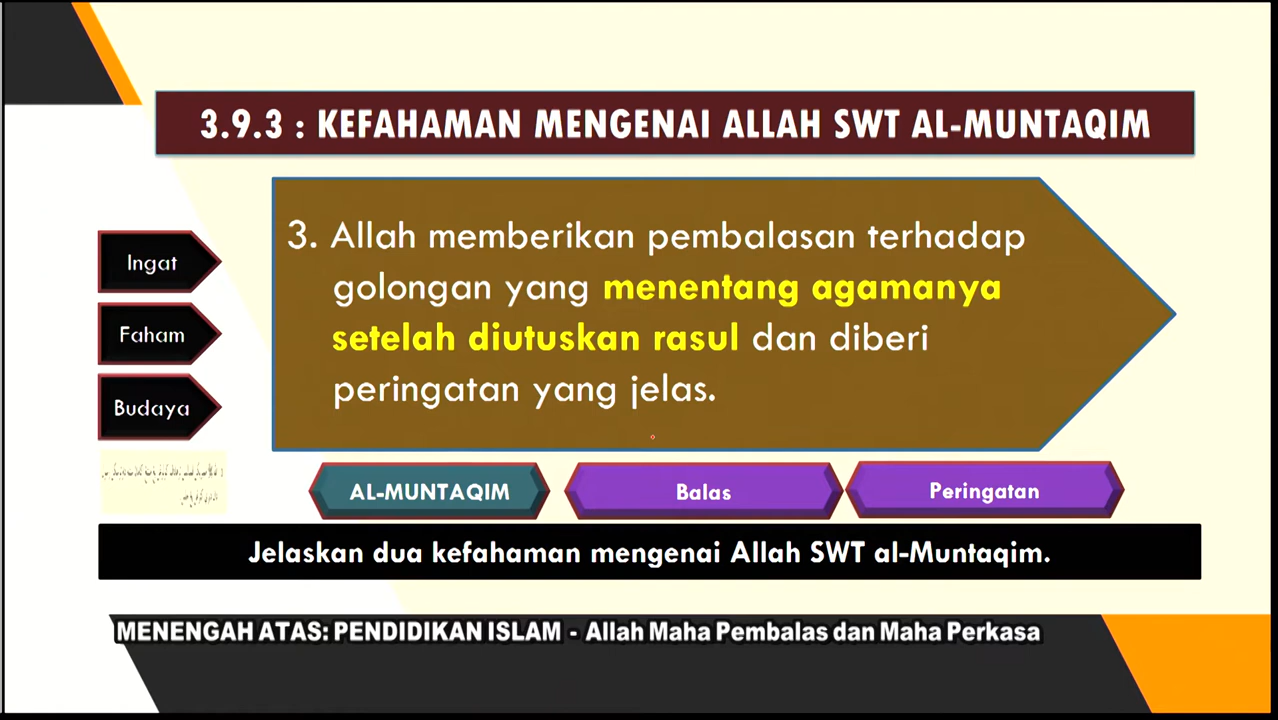 3.9.3 : KEFAHAMAN MENGENAI ALLAH SWT AL-MUNTAQIM
3. Allah memberikan pembalasan terhadap
golongan yang menentang agamanya
setelah diutuskan rasul dan diberi
peringatan yang jelas.
Ingat
Faham
Budaya
AL-MUNTAQIM
Balas
Peringatan
Jelaskan dua kefahaman mengenai Allah SWT al-Muntaqim.
MENENGAH ATAS: PENDIDIKAN ISLAM - Allah Maha Pembalas dan Maha Perkasa